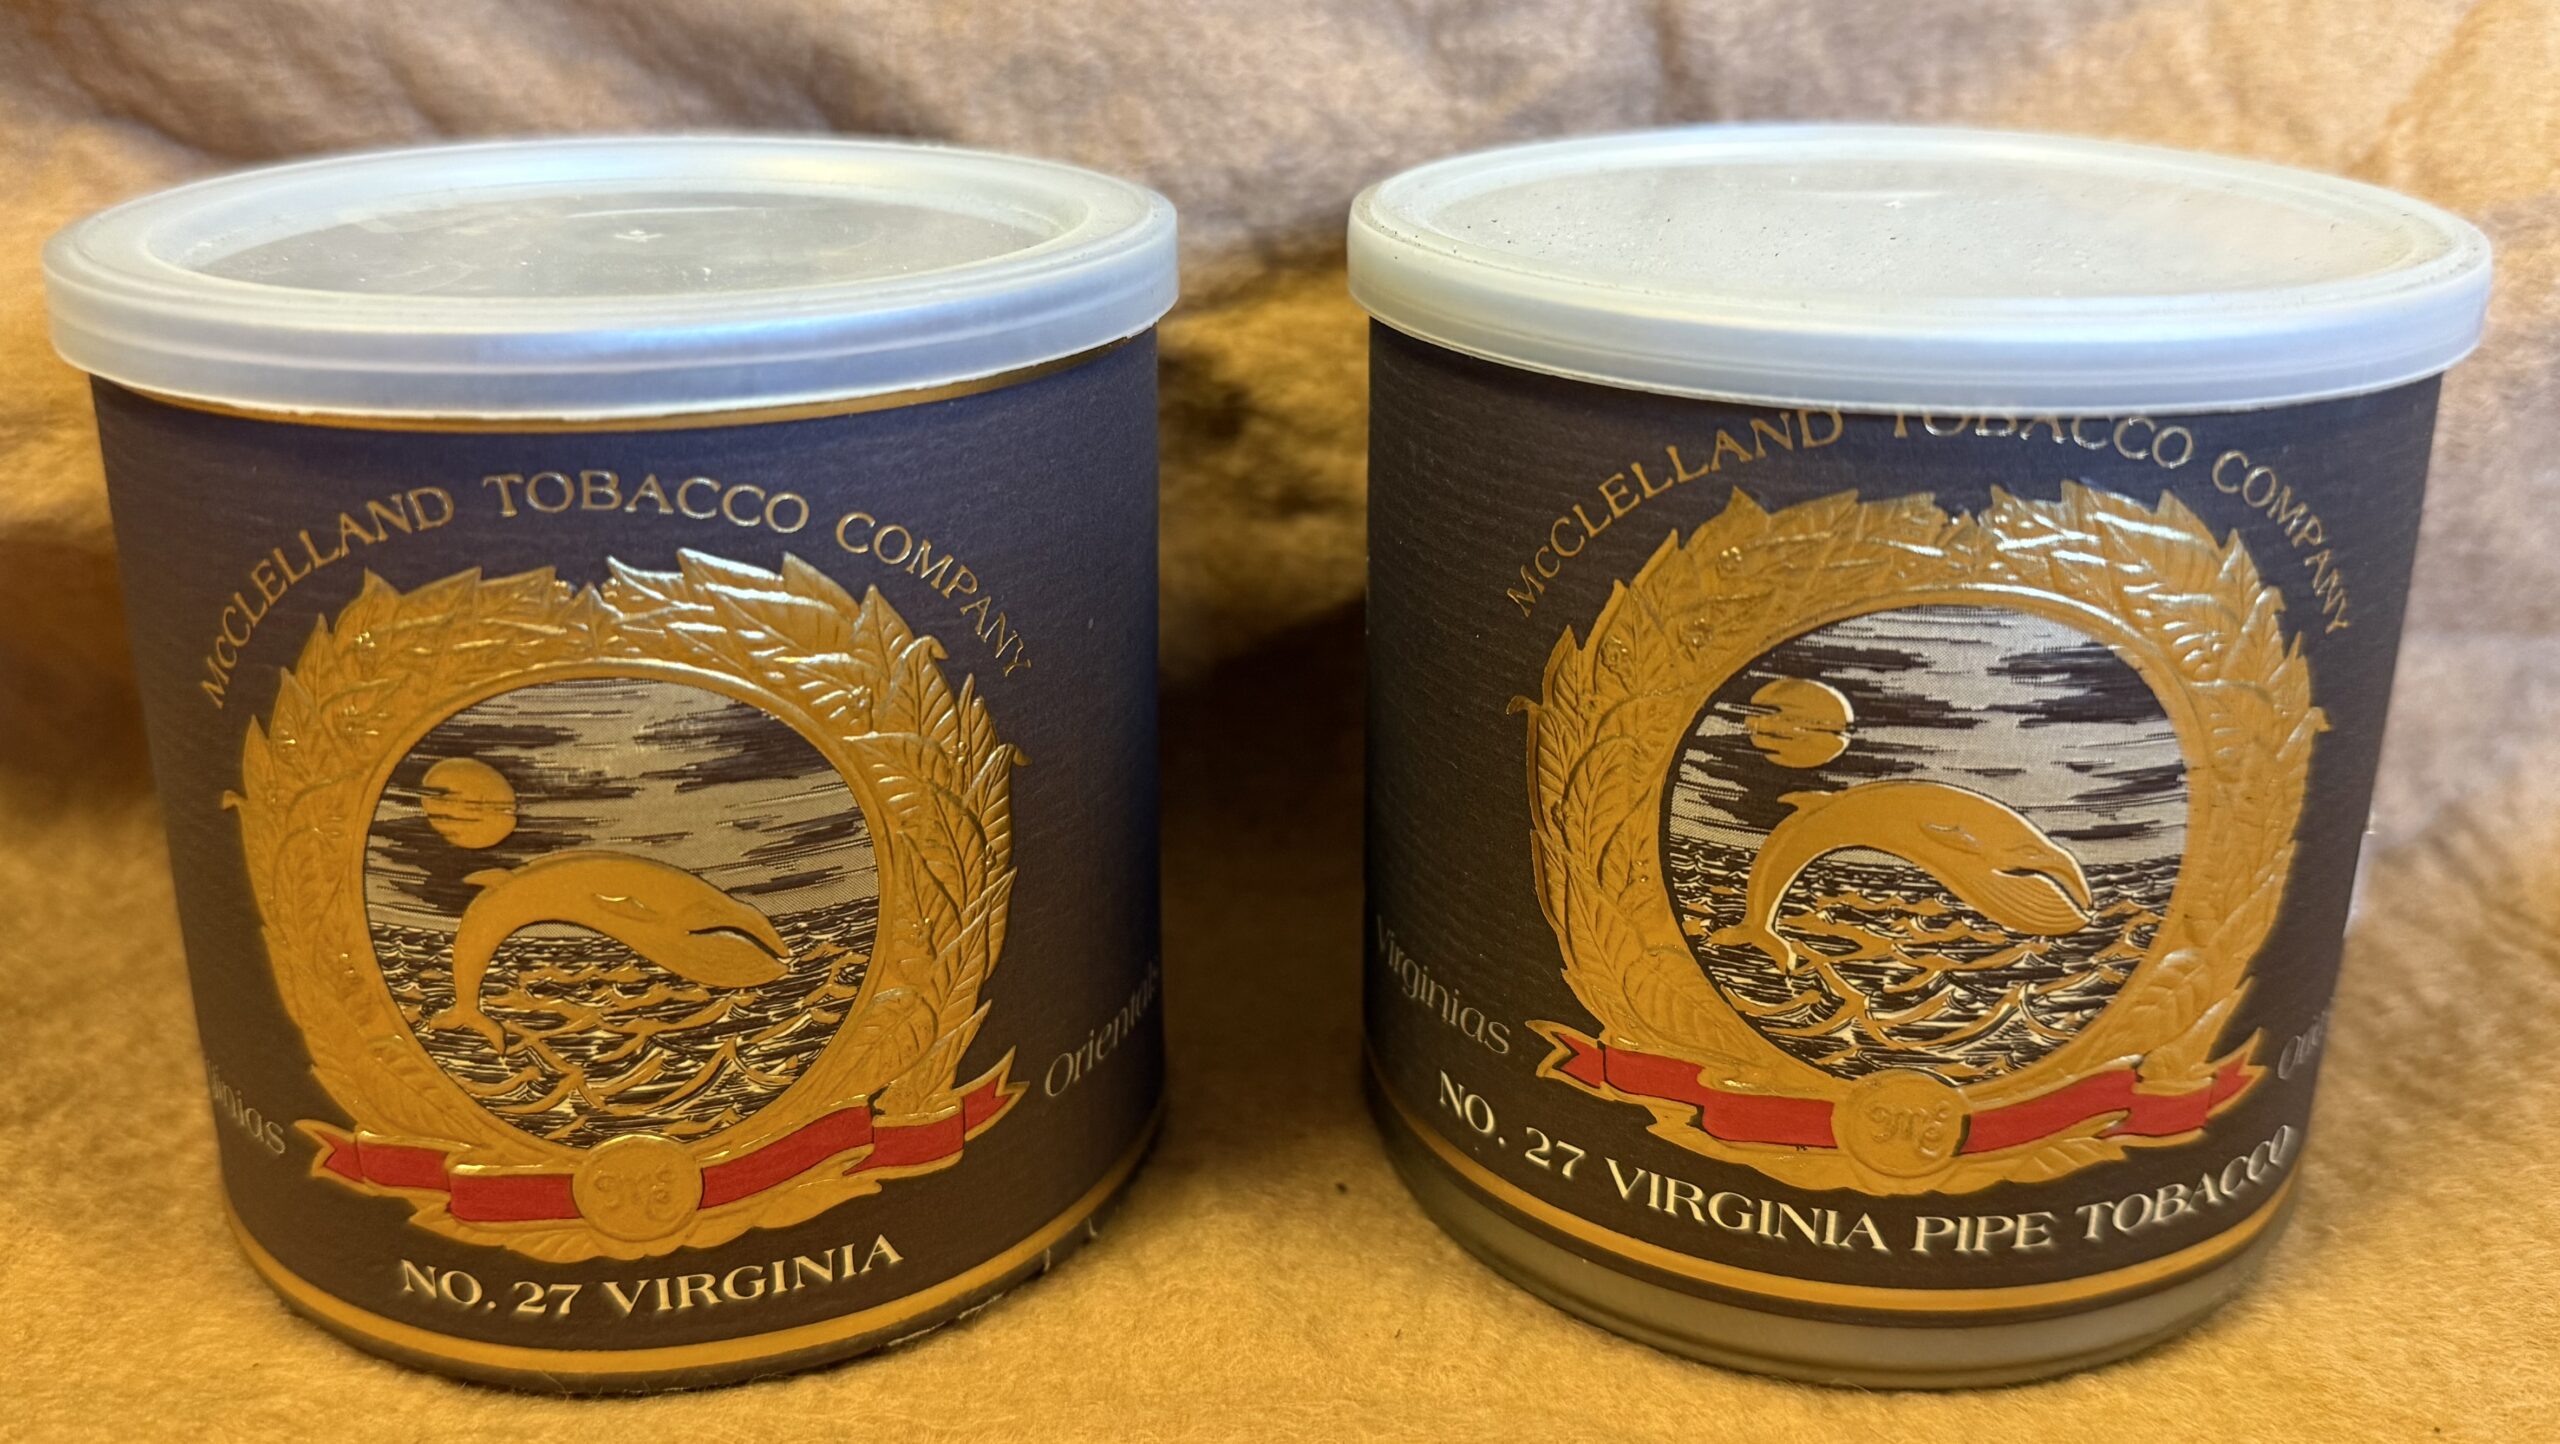 McCLELLAND TOBACCO COMPANY
Orientals
NO. 27 VIRGINIA
McCLELLAND TOBACCO COMPANY
Virginias
NO. 27 VIRGINIA PIPE TOBACCO